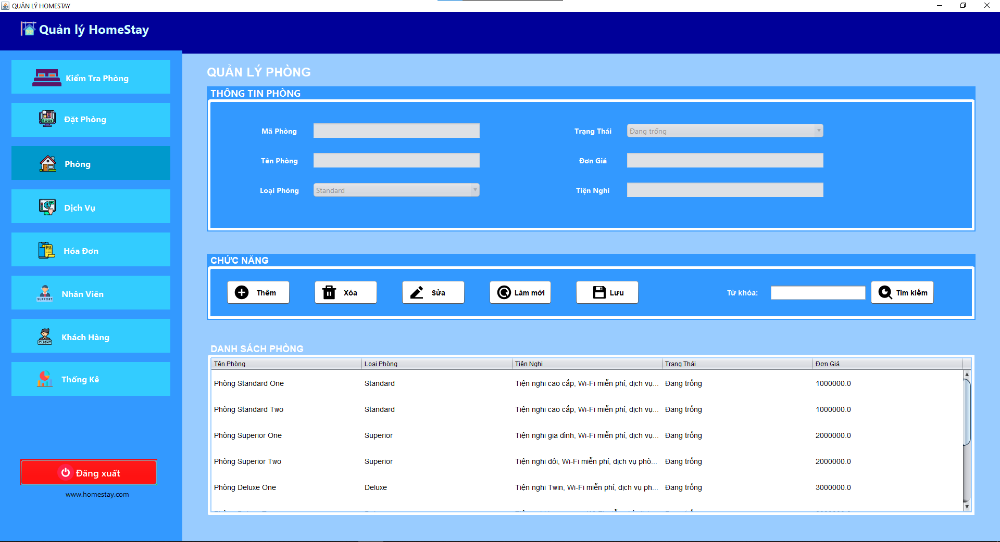 QUẢN LÝ HOMESTAY
Quản lý HomeStay
Kiểm Tra Phòng
Đặt Phòng
Phòng
Dịch Vụ
Hóa Đơn
Nhân Viên
Khách Hàng
Thống Kê
Đăng xuất
www.homestay.com
QUẢN LÝ PHÒNG
THÔNG TIN PHÒNG
Mã Phòng
Trạng Thái Đang trống
Tên Phòng
Đơn Giá
Loại Phòng Standard
Tiện Nghi
CHỨC NĂNG
Thêm Xóa Sửa Làm mới Lưu Từ khóa: Tìm kiếm
DANH SÁCH PHÒNG
Tên Phòng Loại Phòng Tiện Nghi Trạng Thái Đơn Giá
Phòng Standard One Standard Tiện nghi cao cấp, Wi-Fi miễn phí, dịch vụ... Đang trống 1000000.0
Phòng Standard Two Standard Tiện nghi cao cấp, Wi-Fi miễn phí, dịch vụ... Đang trống 1000000.0
Phòng Superior One Superior Tiện nghi gia đình, Wi-Fi miễn phí, dịch vụ... Đang trống 2000000.0
Phòng Superior Two Superior Tiện nghi đôi, Wi-Fi miễn phí, dịch vụ phò... Đang trống 2000000.0
Phòng Deluxe One Deluxe Tiện nghi Twin, Wi-Fi miễn phí, dịch vụ ph... Đang trống 3000000.0
BOOK
BILL
SUPPORT
CLIENT